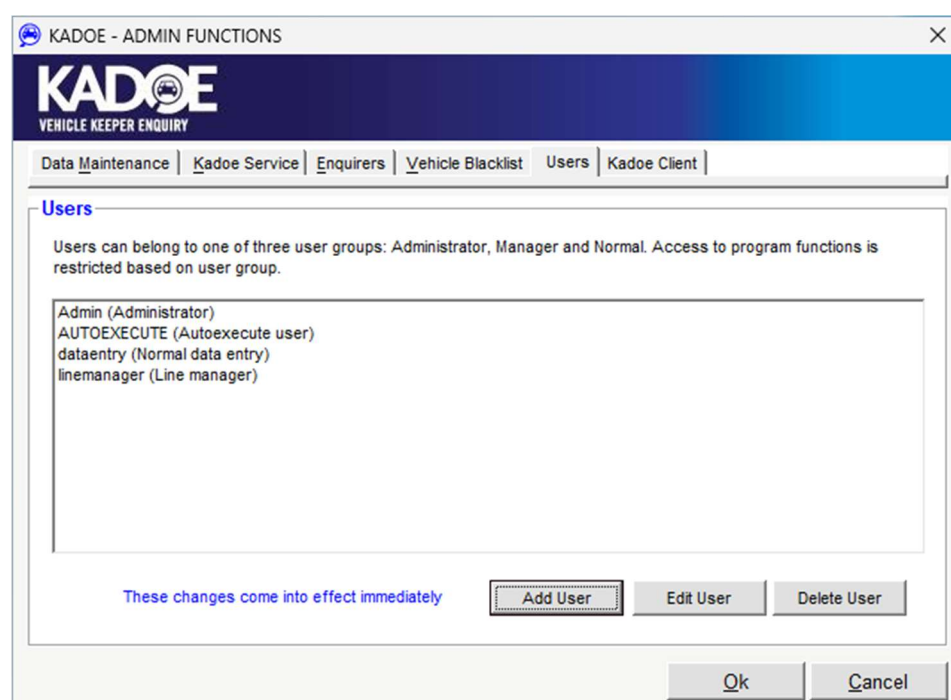 KADOE - ADMIN FUNCTIONS
KADOE
VEHICLE KEEPER ENQUIRY
Data Maintenance Kadoe Service Enquirers Vehicle Blacklist Users Kadoe Client
Users
Users can belong to one of three user groups: Administrator, Manager and Normal. Access to program functions is
restricted based on user group.
Admin (Administrator)
AUTOEXECUTE (Autoexecute user)
dataentry (Normal data entry)
linemanager (Line manager)
These changes come into effect immediately Add User Edit User Delete User
Ok Cancel